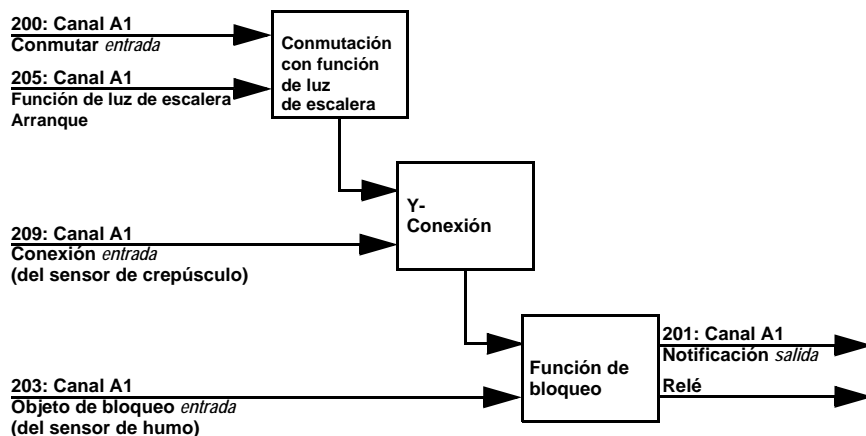 200: Canal A1
Conmutar entrada
205: Canal A1
Función de luz de escalera
Arranque
Conmutación
con función
de luz
de escalera
Y-
Conexión
209: Canal A1
Conexión entrada
(del sensor de crepúsculo)
Función de
bloqueo
201: Canal A1
Notificación salida
Relé
203: Canal A1
Objeto de bloqueo entrada
(del sensor de humo)